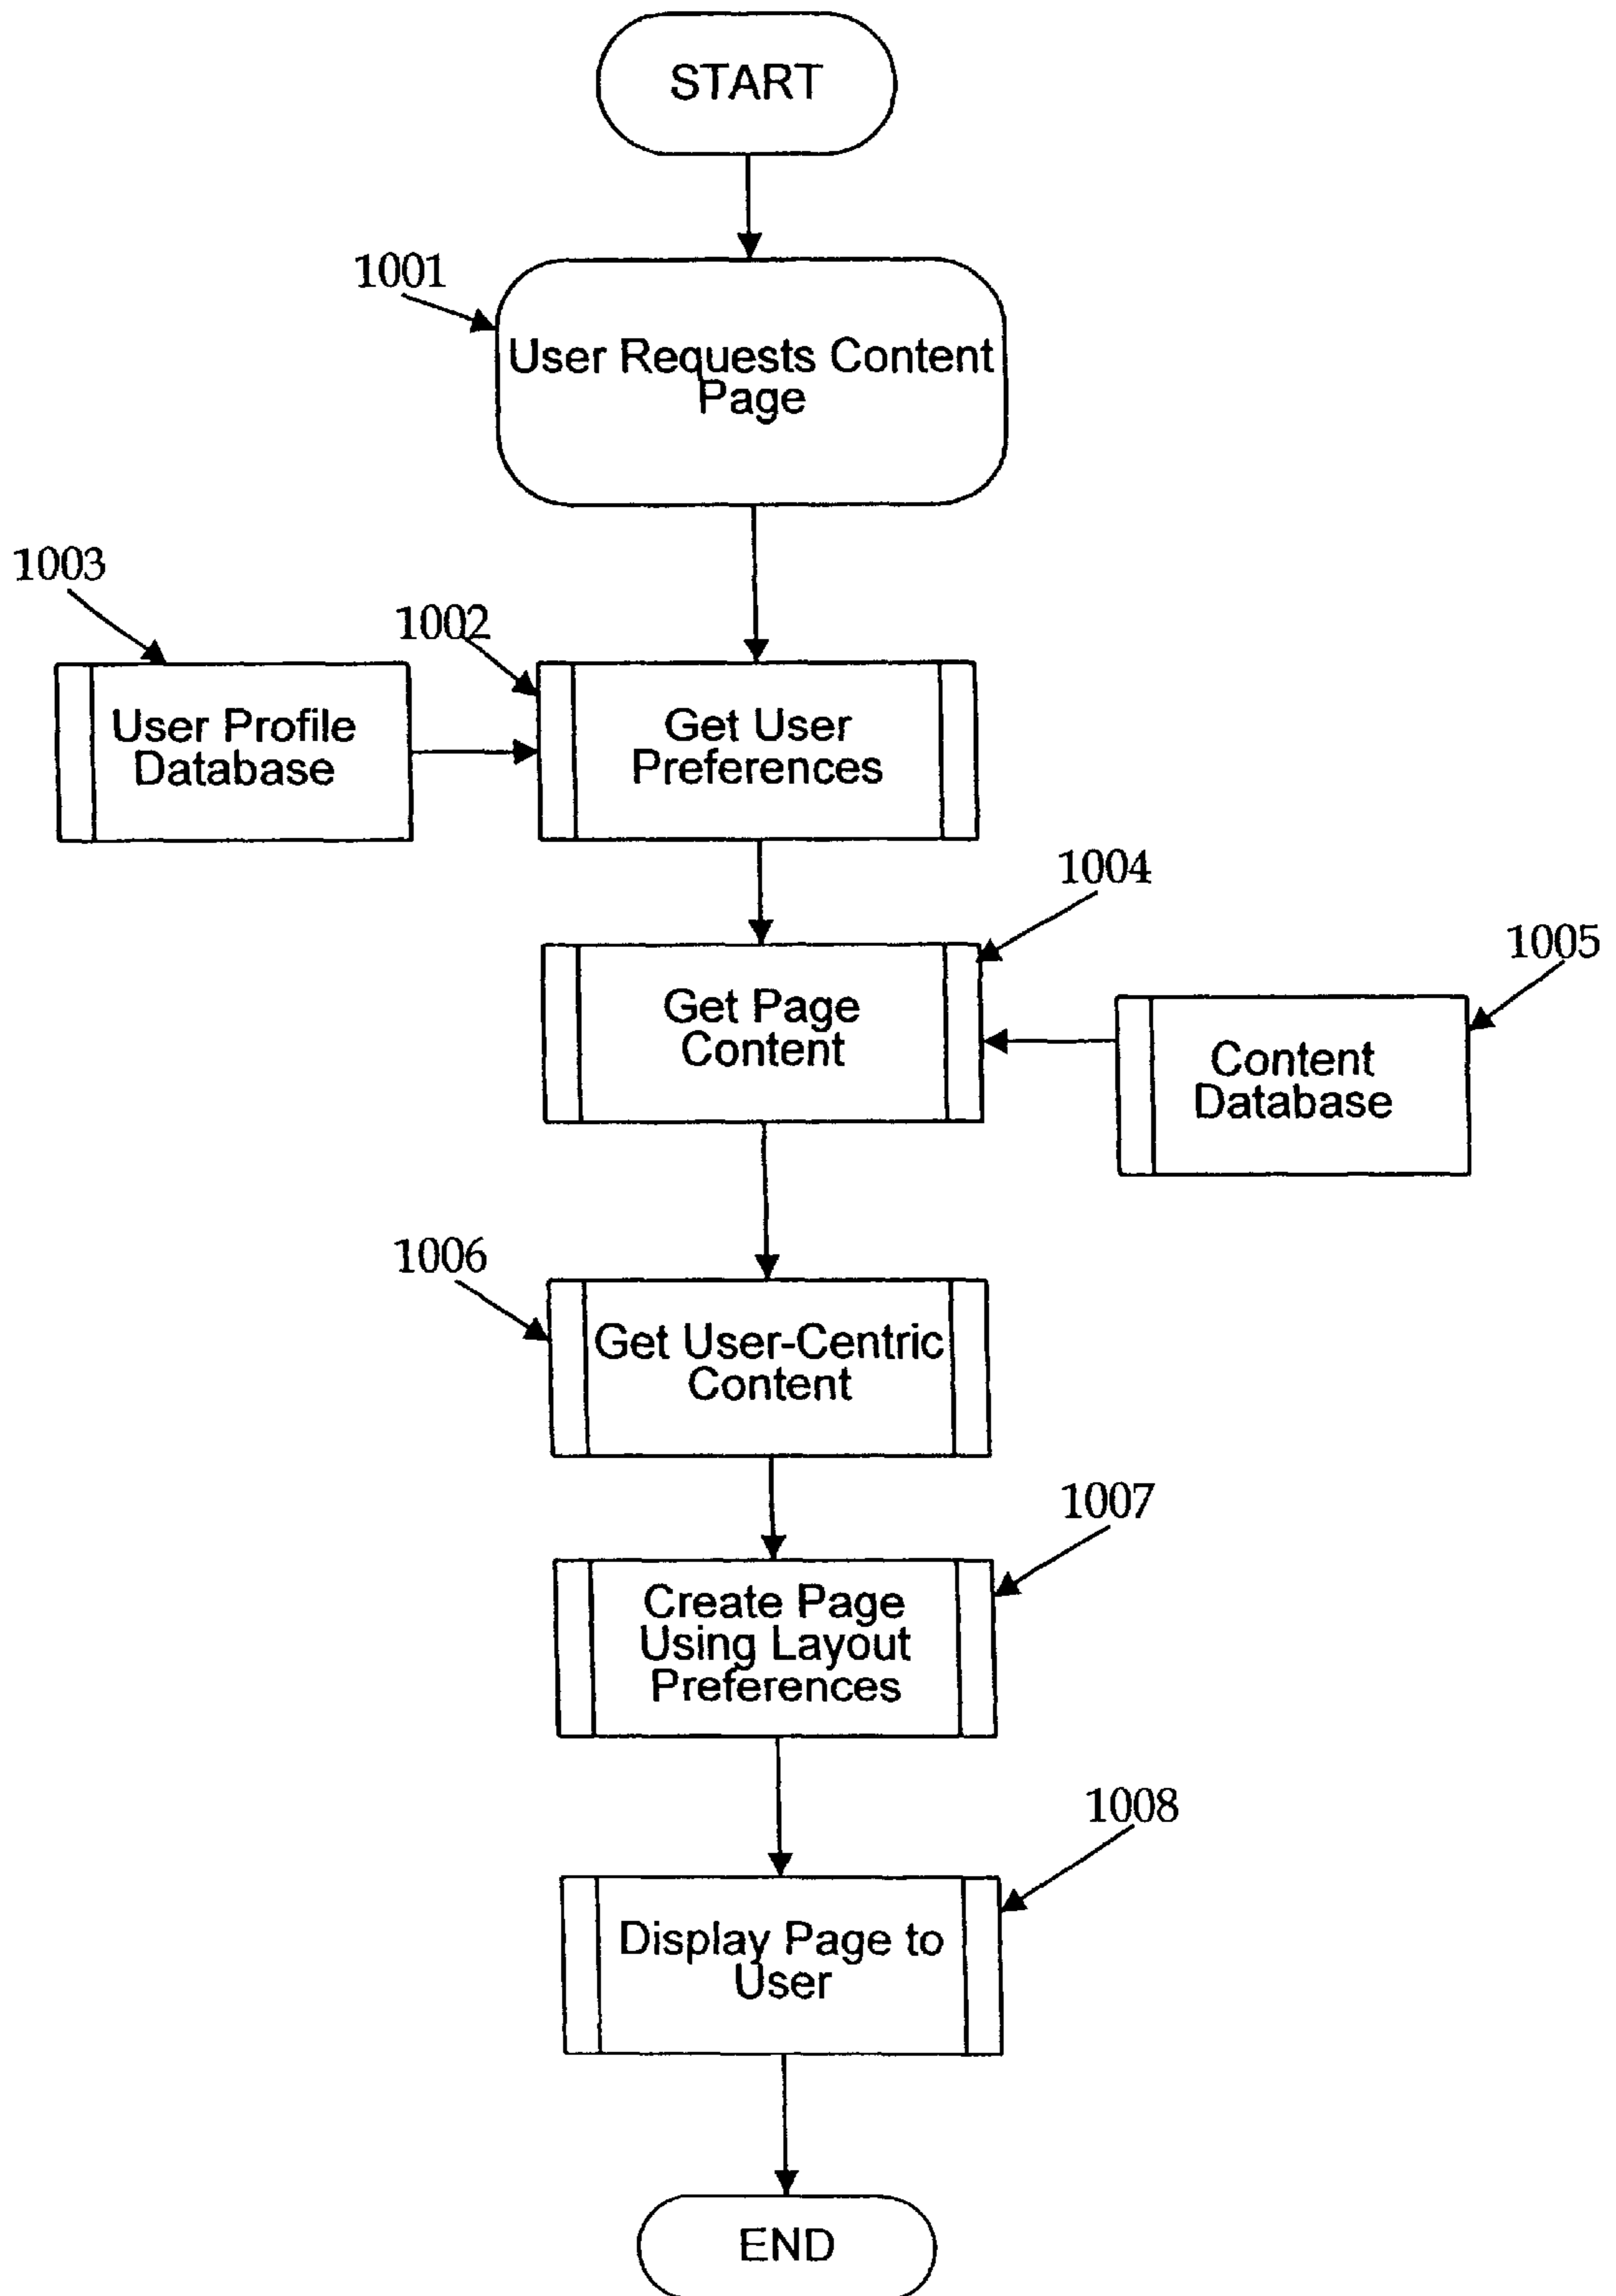 START
1001
User Requests Content
Page
1003
1002
User Profile
Database
Get User
Preferences
1004
1005
Get Page
Content
Content
Database
1006
Get User-Centric
Content
1007
Create Page
Using Layout
Preferences
1008
Display Page to
User
END